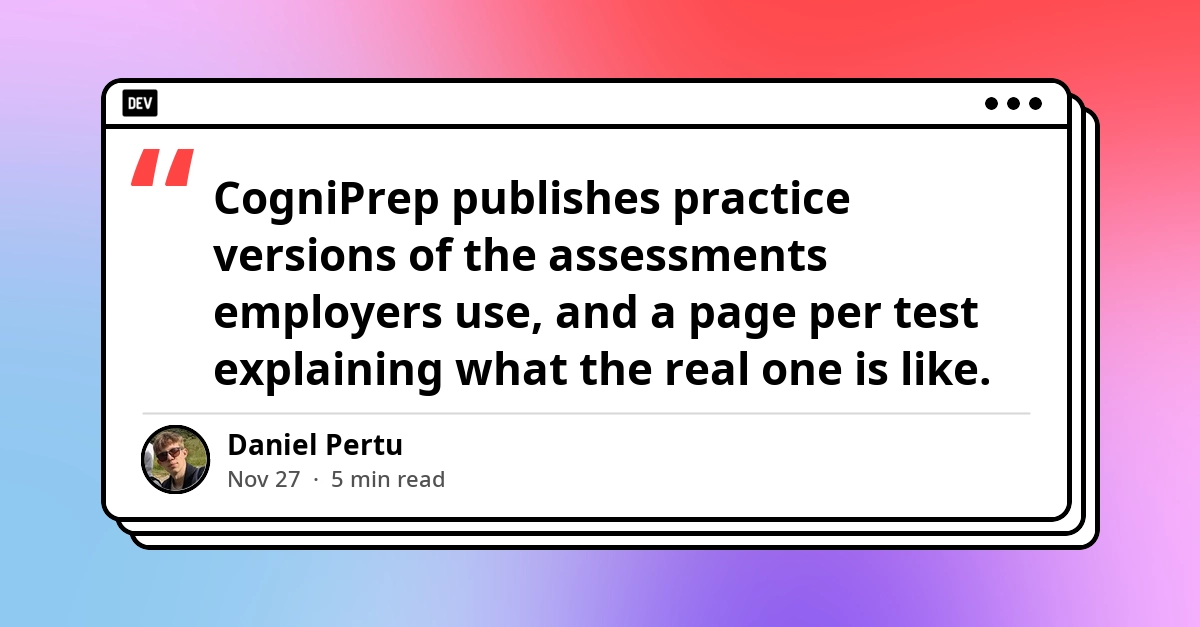 DEV
“
CogniPrep publishes practice
versions of the assessments
employers use, and a page per test
explaining what the real one is like.
Daniel Pertu
Nov 27 · 5 min read